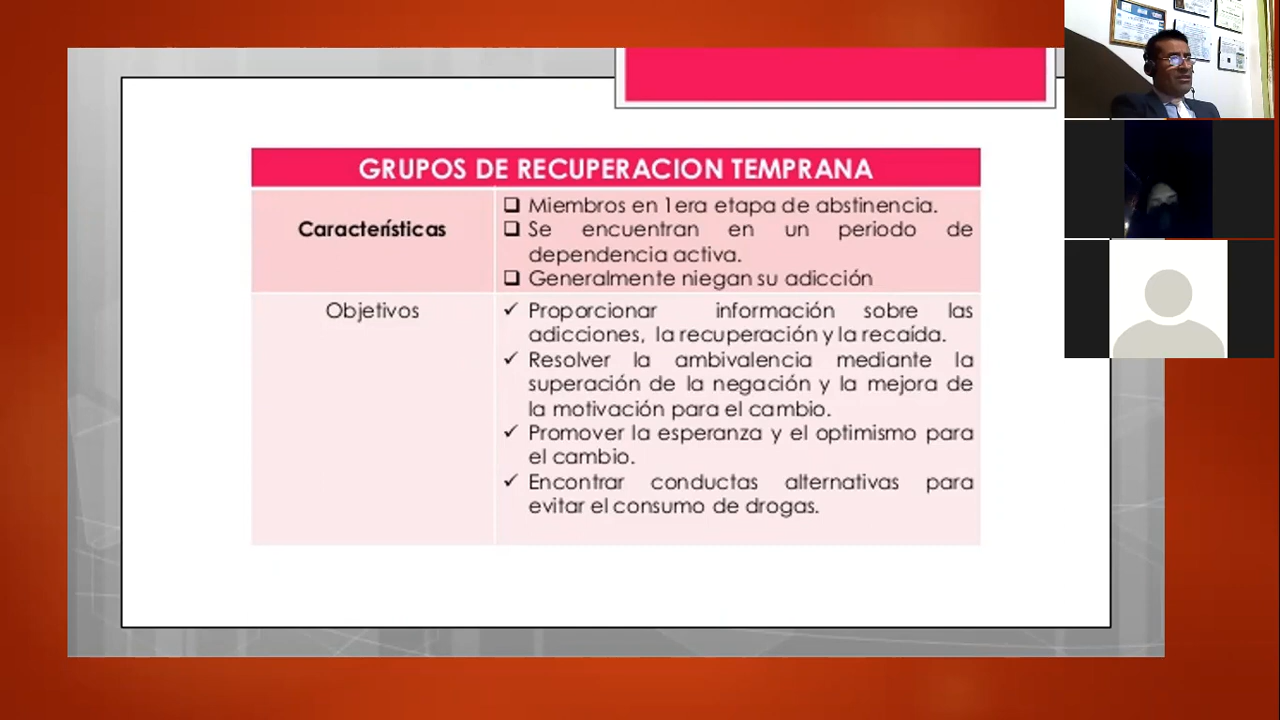 GRUPOS DE RECUPERACION TEMPRANA
Características
Miembros en 1era etapa de abstinencia.
Se encuentran en un periodo de
dependencia activa.
Generalmente niegan su adicción
Objetivos
Proporcionar información sobre las
adicciones, la recuperación y la recaída.
Resolver la ambivalencia mediante la
superación de la negación y la mejora de
la motivación para el cambio.
Promover la esperanza y el optimismo para
el cambio.
Encontrar conductas alternativas para
evitar el consumo de drogas.